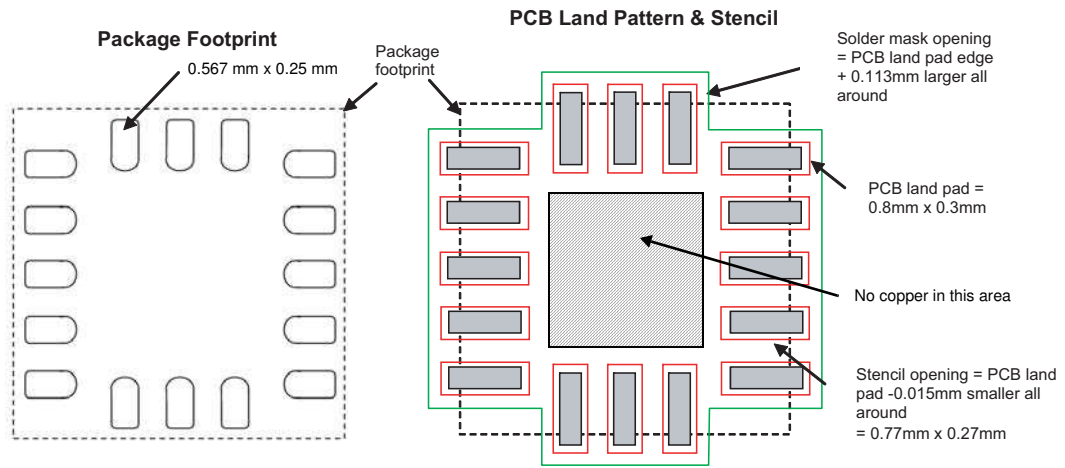 PCB Land Pattern & Stencil
Package Footprint
0.567 mm x 0.25 mm
Package
footprint
Solder mask opening
= PCB land pad edge
+ 0.113mm larger all
around
PCB land pad =
0.8mm x 0.3mm
No copper in this area
Stencil opening = PCB land
pad -0.015mm smaller all
around
= 0.77mm x 0.27mm